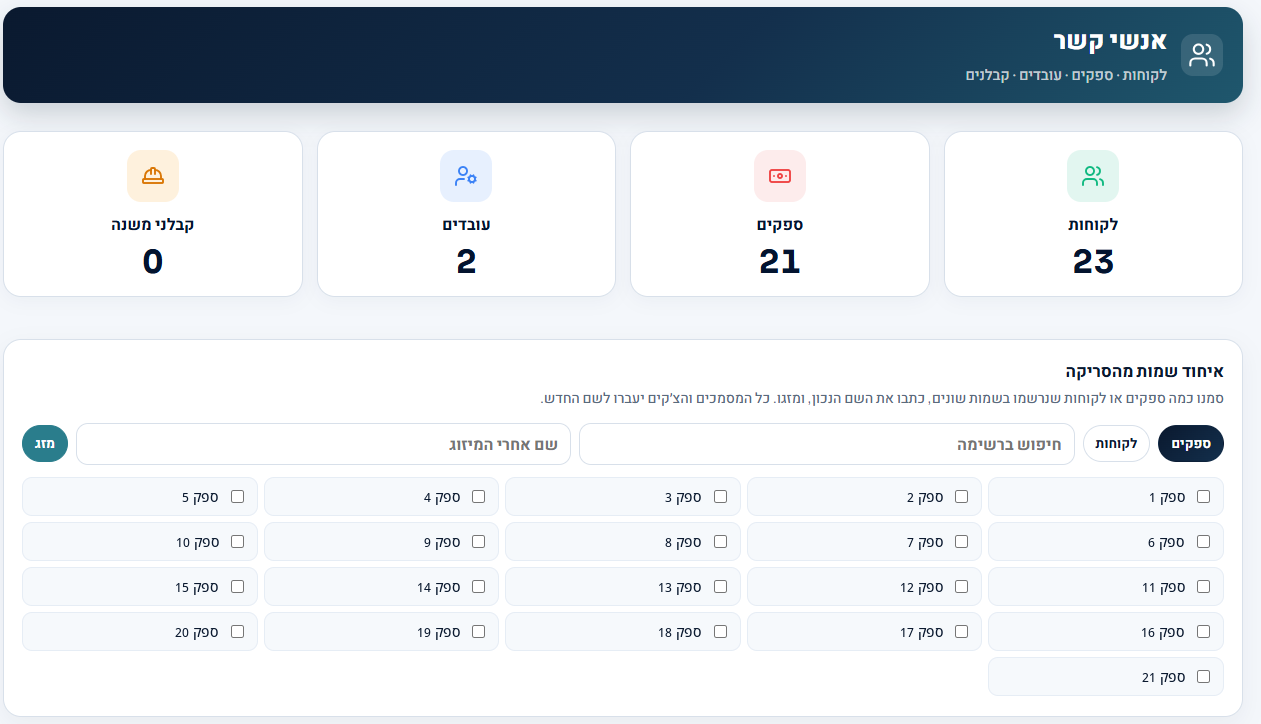 אנשי קשר
לקוחות · ספקים · עובדים · קבלנים
לקוחות
23
ספקים
21
עובדים
2
קבלני משנה
0
איחוד שמות מהסריקה
סמנו כמה ספקים או לקוחות שנרשמו בשמות שונים, כתבו את השם הנכון, ומזגו. כל המסמכים והצ'קים יעברו לשם החדש.
ספקים לקוחות חיפוש ברשימה שם אחרי המיזוג מזג
ספק 1 ספק 2 ספק 3 ספק 4 ספק 5
ספק 6 ספק 7 ספק 8 ספק 9 ספק 10
ספק 11 ספק 12 ספק 13 ספק 14 ספק 15
ספק 16 ספק 17 ספק 18 ספק 19 ספק 20
ספק 21